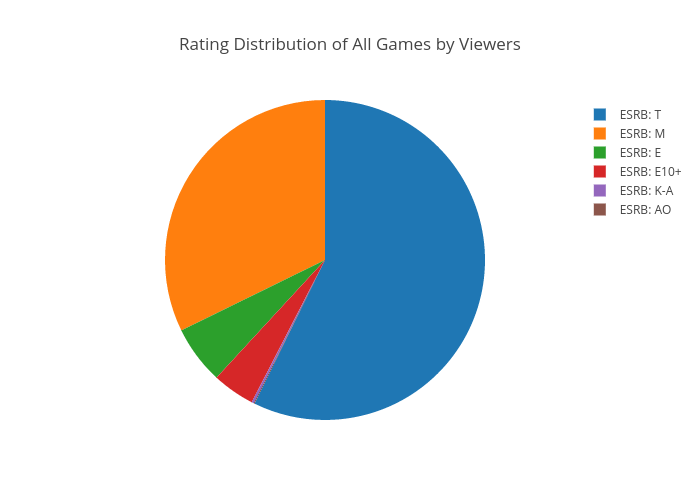 Rating Distribution of All Games by Viewers
ESRB: T
ESRB: M
ESRB: E
ESRB: E10+
ESRB: K-A
ESRB: AO